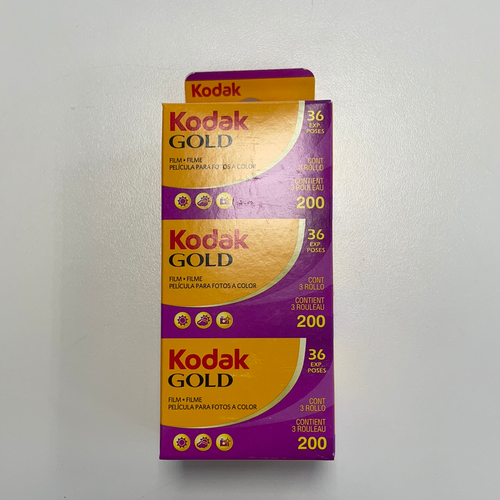 Kodak
Kodak
GOLD
36
EXP.
POSES
FILM • FILME
PELÍCULA PARA FOTOS A COLOR
CONT
3 ROLLO
CONTIENT
3 ROULEAU
200
Kodak
GOLD
36
EXP.
POSES
FILM • FILME
PELÍCULA PARA FOTOS A COLOR
CONT
3 ROLLO
CONTIENT
3 ROULEAU
200
Kodak
GOLD
36
EXP.
POSES
FILM • FILME
PELÍCULA PARA FOTOS A COLOR
CONT
3 ROLLO
CONTIENT
3 ROULEAU
200